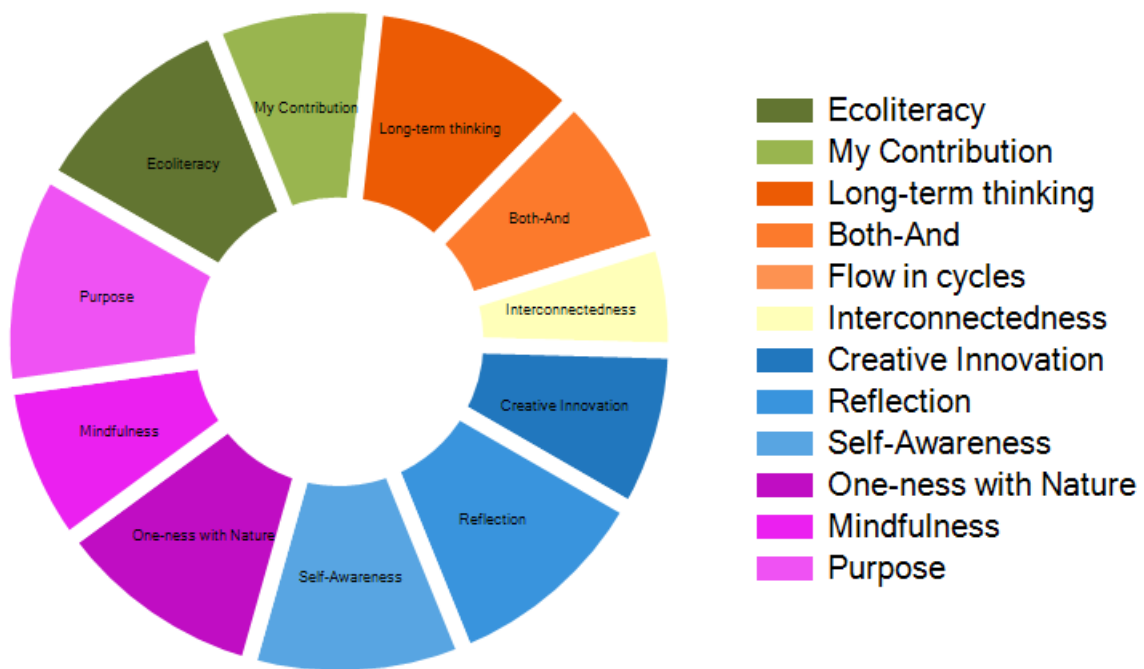 My Contribution
Long-term thinking
Ecoliteracy
Both-And
Purpose
Interconnectedness
Creative Innovation
Mindfulness
Reflection
One-ness with Nature
Self-Awareness
Ecoliteracy
My Contribution
Long-term thinking
Both-And
Flow in cycles
Interconnectedness
Creative Innovation
Reflection
Self-Awareness
One-ness with Nature
Mindfulness
Purpose